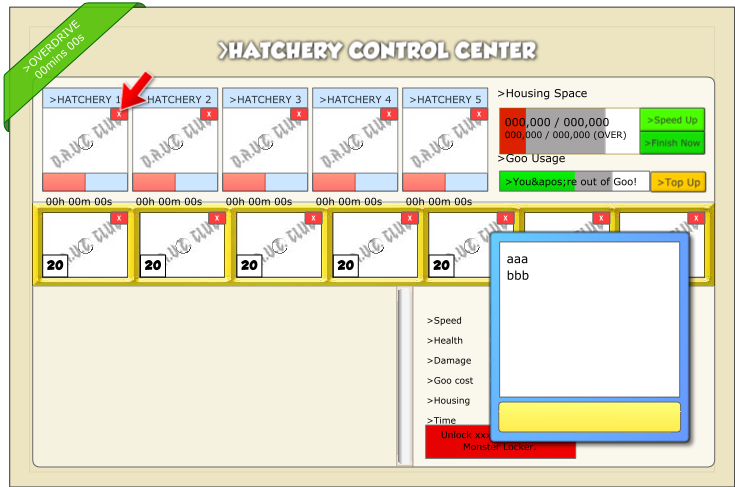 >OVERDRIVE
00mins 00s
>HATCHERY CONTROL CENTER
>HATCHERY 1
>HATCHERY 2
>HATCHERY 3
>HATCHERY 4
>HATCHERY 5
X
X
X
X
X
00h 00m 00s
00h 00m 00s
00h 00m 00s
00h 00m 00s
00h 00m 00s
>Housing Space
000,000 / 000,000
000,000 / 000,000 (OVER)
>Speed Up
>Finish Now
>Goo Usage
>You&apos;re out of Goo!
>Top Up
X
X
X
X
X
X
X
20
20
20
20
20
aaa
bbb
>Speed
>Health
>Damage
>Goo cost
>Housing
>Time
Unlock
Monster Locker.